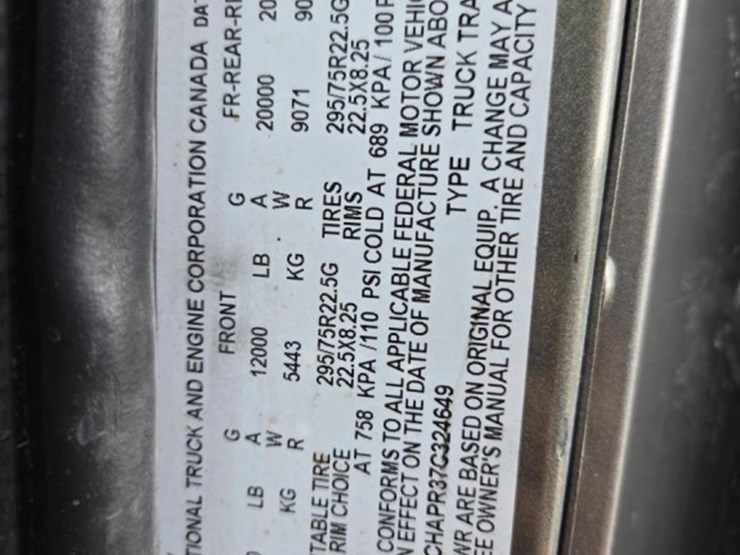 TIONAL TRUCK AND ENGINE CORPORATION CANADA DA
G FRONT G FR-REAR-R
LB A 12000 LB A 20000 20
KG W 5443 KG W 9071 90
R R
TABLE TIRE 295/75R22.5G TIRES 295/75R22.5G
RIM CHOICE 22.5X8.25 RIMS 22.5X8.25
AT 758 KPA /110 PSI COLD AT 689 KPA / 100
CONFORMS TO ALL APPLICABLE FEDERAL MOTOR VEHI
N EFFECT ON THE DATE OF MANUFACTURE SHOWN ABO
CHAPR37C324649 TYPE TRUCK TRA
WR ARE BASED ON ORIGINAL EQUIP. A CHANGE MAY A
EE OWNER'S MANUAL FOR OTHER TIRE AND CAPACITY